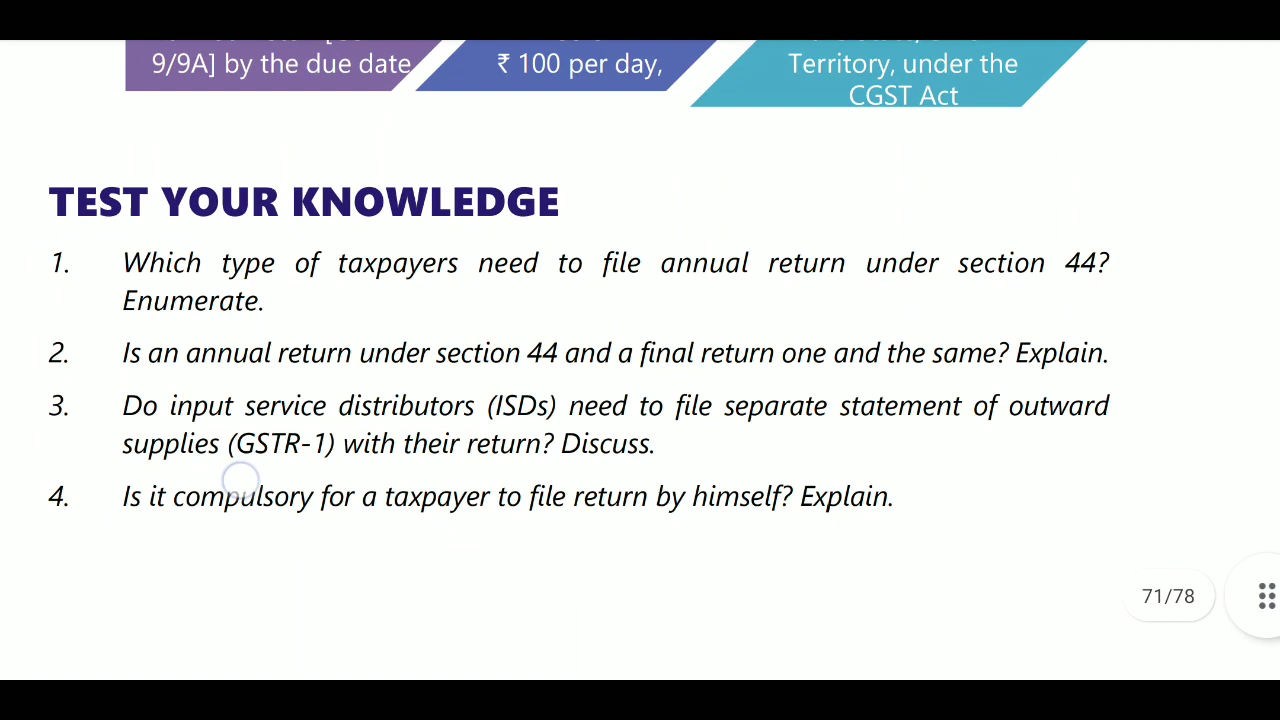 9/9A] by the due date
₹ 100 per day,
Territory, under the
CGST Act
TEST YOUR KNOWLEDGE
1. Which type of taxpayers need to file annual return under section 44?
Enumerate.
2. Is an annual return under section 44 and a final return one and the same? Explain.
3. Do input service distributors (ISDs) need to file separate statement of outward
supplies (GSTR-1) with their return? Discuss.
4. Is it compulsory for a taxpayer to file return by himself? Explain.
71/78